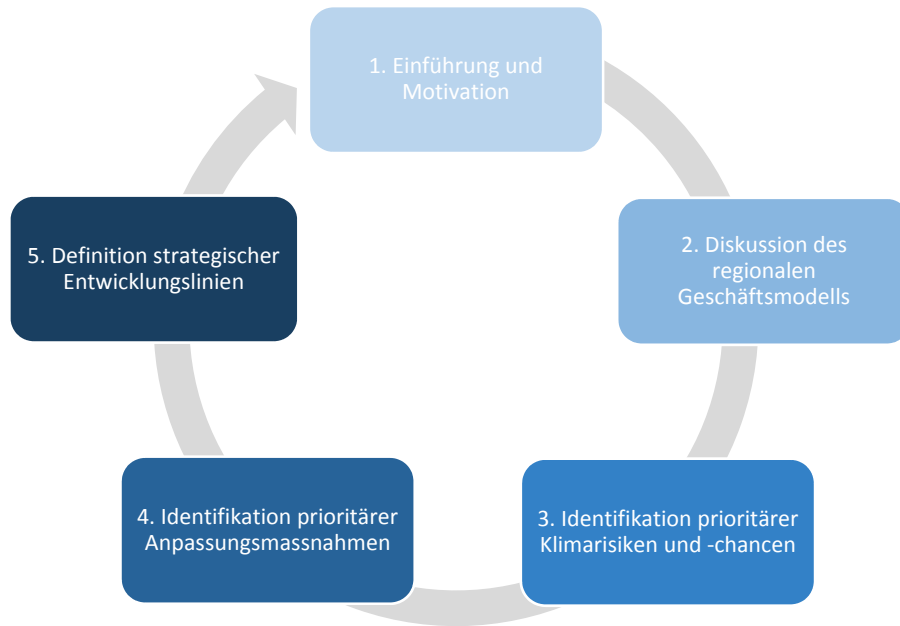 1. Einführung und
Motivation
2. Diskussion des
regionalen
Geschäftsmodells
3. Identifikation prioritärer
Klimarisiken und -chancen
4. Identifikation prioritärer
Anpassungsmassnahmen
5. Definition strategischer
Entwicklungslinien